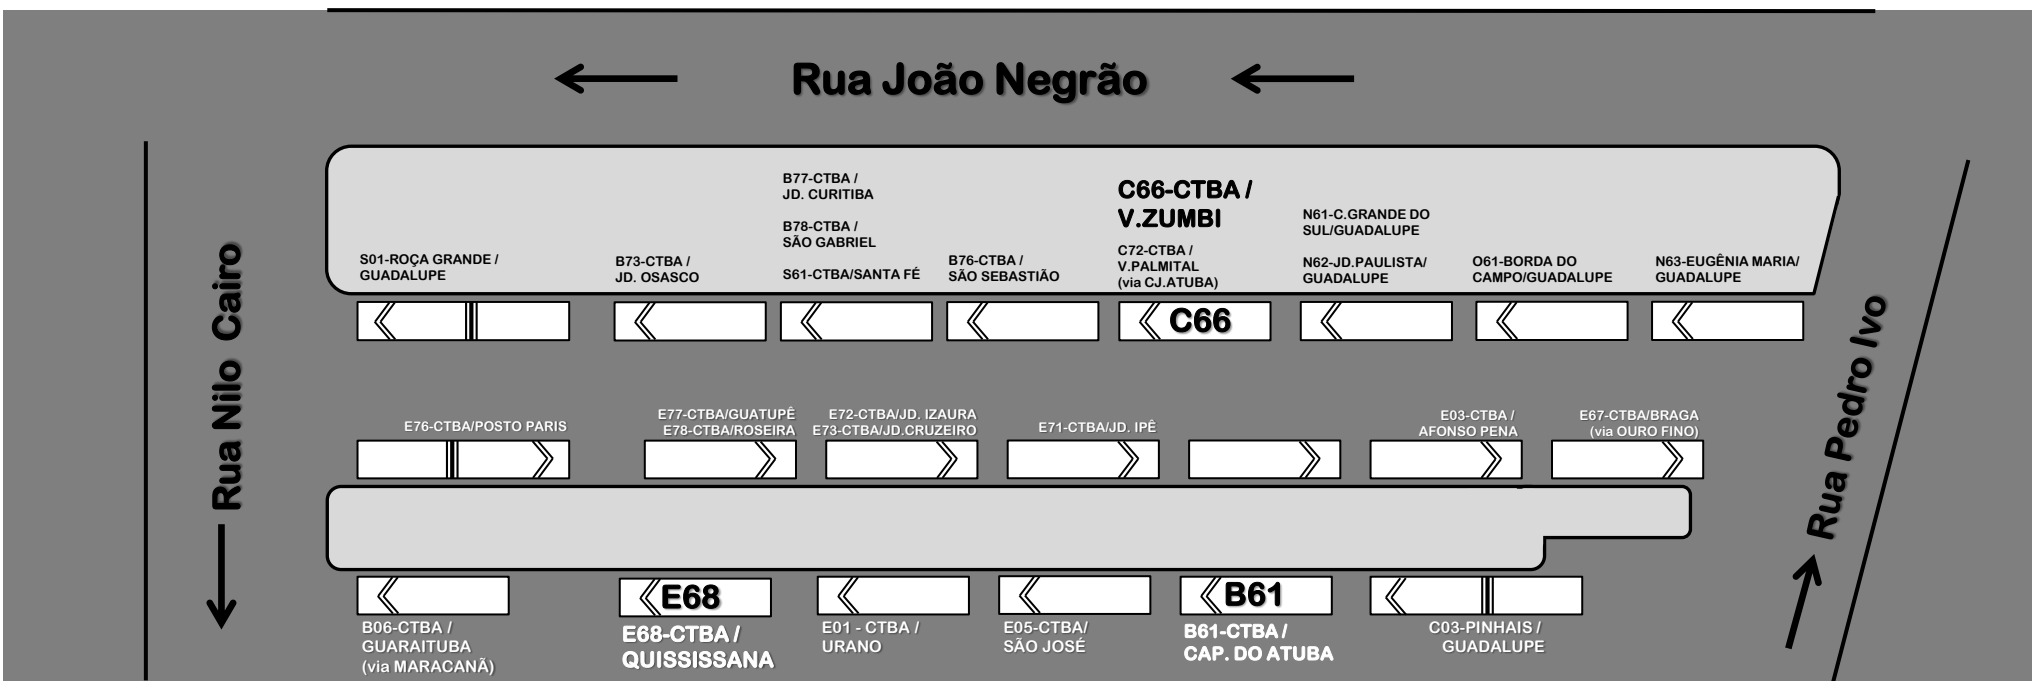 Rua João Negrão
B77-CTBA /
JD. CURITIBA
B78-CTBA /
SÃO GABRIEL
S61-CTBA/SANTA FÉ
C66-CTBA /
V.ZUMBI
C72-CTBA /
V.PALMITAL
(via CJ.ATUBA)
N61-C.GRANDE DO
SUL/GUADALUPE
N62-JD.PAULISTA/
GUADALUPE
S01-ROÇA GRANDE /
GUADALUPE
B73-CTBA /
JD. OSASCO
B76-CTBA /
SÃO SEBASTIÃO
O61-BORDA DO
CAMPO/GUADALUPE
N63-EUGÊNIA MARIA/
GUADALUPE
C66
Rua Nilo Cairo
Rua Pedro Ivo
E76-CTBA/POSTO PARIS
E77-CTBA/GUATUPÊ
E78-CTBA/ROSEIRA
E72-CTBA/JD. IZAURA
E73-CTBA/JD.CRUZEIRO
E71-CTBA/JD. IPÊ
E03-CTBA /
AFONSO PENA
E67-CTBA/BRAGA
(via OURO FINO)
E68
B61
B06-CTBA /
GUARAITUBA
(via MARACANÃ)
E68-CTBA /
QUISSISSANA
E01 - CTBA /
URANO
E05-CTBA/
SÃO JOSÉ
B61-CTBA /
CAP. DO ATUBA
C03-PINHAIS /
GUADALUPE